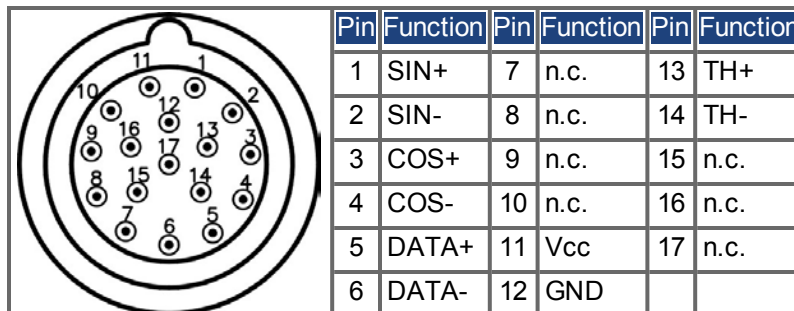 11 1
10 12 2
9 16 13 3
17
8 15 14 4
7 6 5
Pin Function Pin Function Pin Function
1 SIN+ 7 n.c. 13 TH+
2 SIN- 8 n.c. 14 TH-
3 COS+ 9 n.c. 15 n.c.
4 COS- 10 n.c. 16 n.c.
5 DATA+ 11 Vcc 17 n.c.
6 DATA- 12 GND